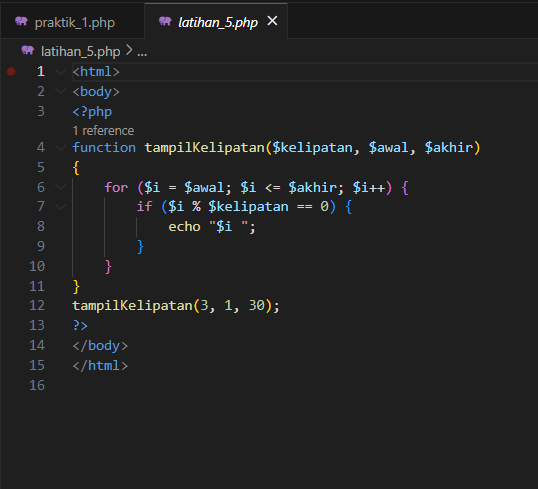 praktik_1.php latihan_5.php
latihan_5.php > ...
1 <html>
2 <body>
3 <?php
1 reference
4 function tampilKelipatan($kelipatan, $awal, $akhir)
5 {
6     for ($i = $awal; $i <= $akhir; $i++) {
7         if ($i % $kelipatan == 0) {
8             echo "$i ";
9         }
10     }
11 }
12 tampilKelipatan(3, 1, 30);
13 ?>
14 </body>
15 </html>
16